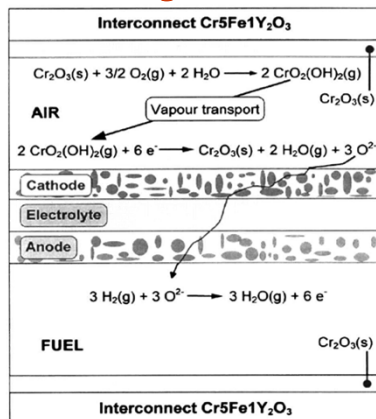 Interconnect Cr5Fe1Y₂O₃
Cr₂O₃(s) + 3/2 O₂(g) + 2 H₂O → 2 CrO₂(OH)₂(g)
Cr₂O₃(s)
AIR
Vapour transport
2 CrO₂(OH)₂(g) + 6 e⁻ → Cr₂O₃(s) + 2 H₂O(g) + 3 O²⁻
Cathode
Electrolyte
Anode
3 H₂(g) + 3 O²⁻ → 3 H₂O(g) + 6 e⁻
FUEL
Cr₂O₃(s)
Interconnect Cr5Fe1Y₂O₃